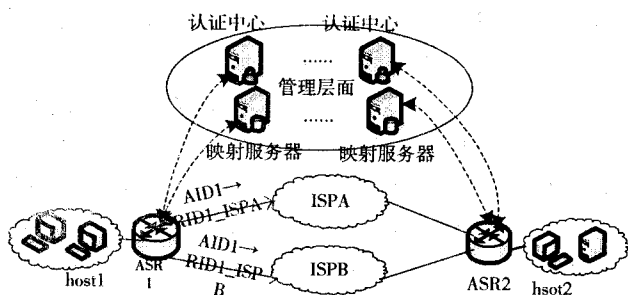 认证中心 认证中心
......
管理层面
......
映射服务器 映射服务器
AID1→
RID1_ISPA
ISPA
AID1→
RID1_ISP
B
ISPB
host1
ASR
1
ASR2
hsot2